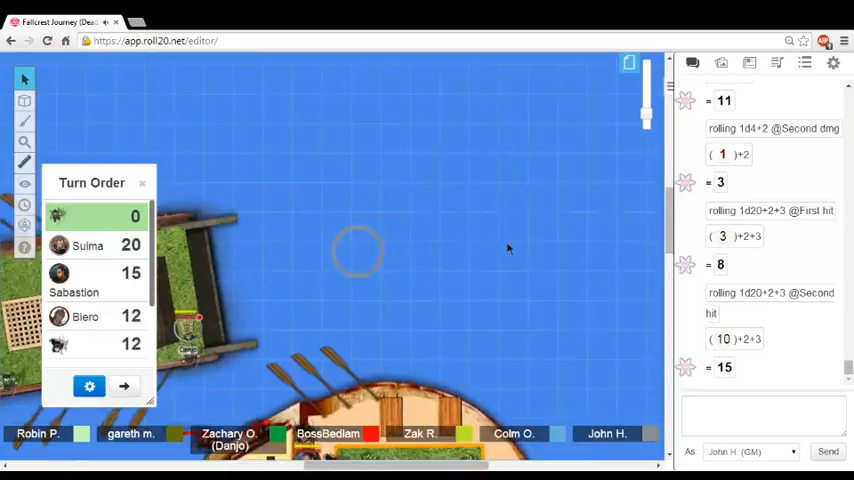 Fallcrest Journey (Dead
https://app.roll20.net/editor/
Turn Order
0
Suima 20
15
Sabastion
Biero 12
12
Danjo
= 11
rolling 1d4+2 @Second dmg
( 1 )+2
= 3
rolling 1d20+2+3 @First hit
( 3 )+2+3
= 8
rolling 1d20+2+3 @Second
hit
( 10 )+2+3
= 15
Robin P.
gareth m.
Zachary O.
(Danjo)
BossBedlam
Zak R.
Colm O.
John H.
As: John H. (GM) Send